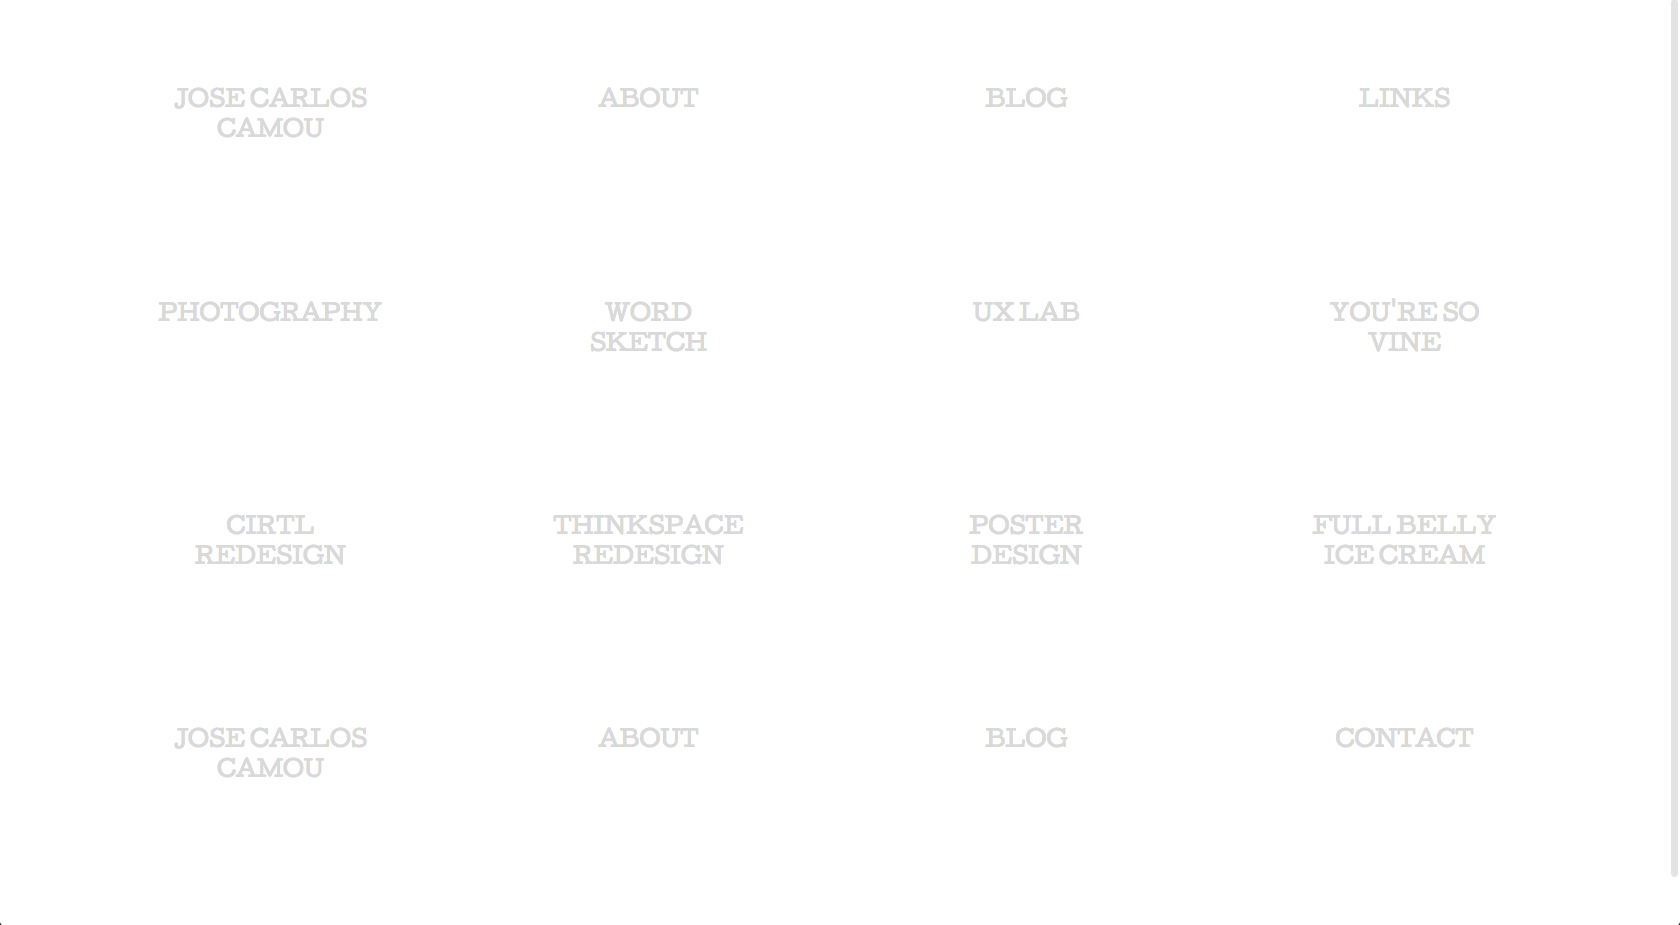 JOSE CARLOS
CAMOU
ABOUT
BLOG
LINKS
PHOTOGRAPHY
WORD
SKETCH
UX LAB
YOU'RE SO
VINE
CIRTL
REDESIGN
THINKSPACE
REDESIGN
POSTER
DESIGN
FULL BELLY
ICE CREAM
JOSE CARLOS
CAMOU
ABOUT
BLOG
CONTACT